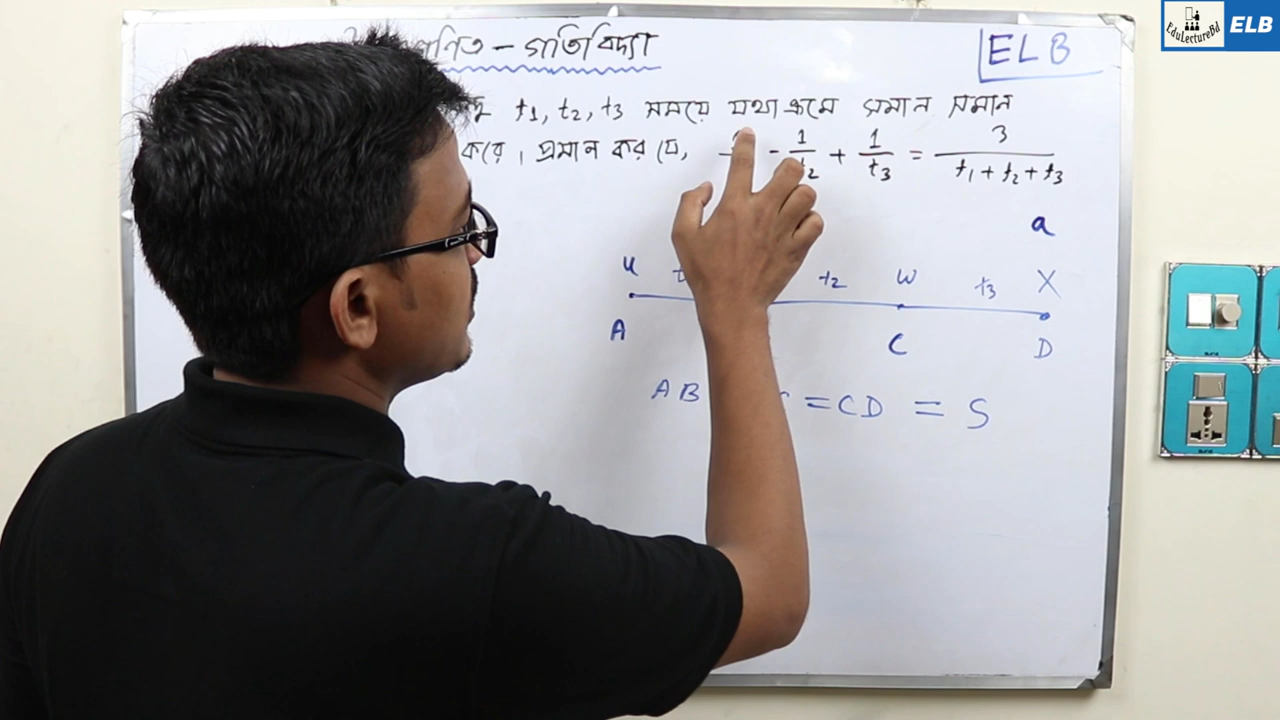 EduLectureBd ELB
– গতিবিদ্যা
ELB
t₁, t₂, t₃ সময়ে যথাক্রমে সমান সমান
করে। প্রমান কর যে, - 1/t₂ + 1/t₃ = 3/(t₁ + t₂ + t₃)
a
u t t₂ w t₃ X
A C D
AB = CD = S